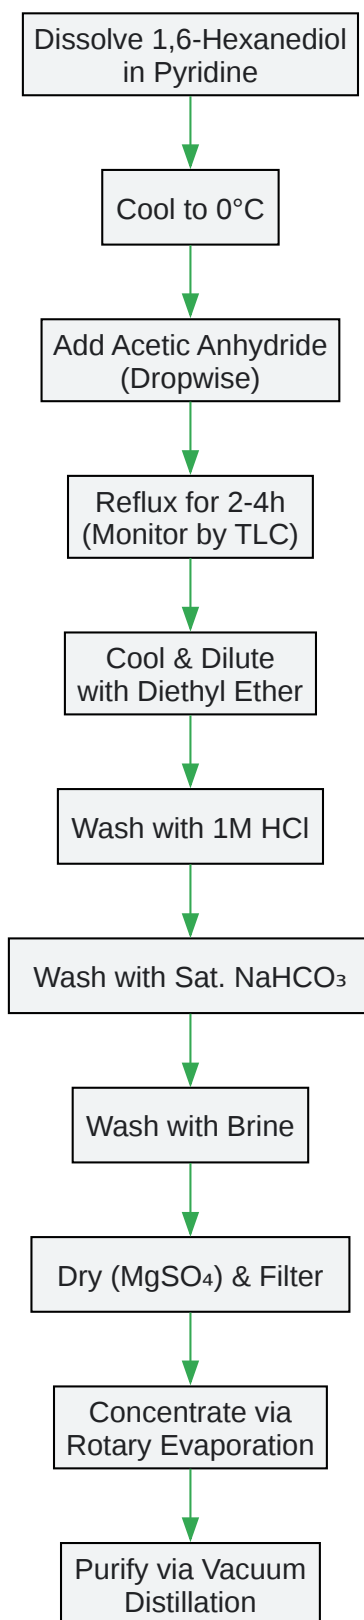 Dissolve 1,6-Hexanediol
in Pyridine
Cool to 0°C
Add Acetic Anhydride
(Dropwise)
Reflux for 2-4h
(Monitor by TLC)
Cool & Dilute
with Diethyl Ether
Wash with 1M HCl
Wash with Sat. NaHCO₃
Wash with Brine
Dry (MgSO₄) & Filter
Concentrate via
Rotary Evaporation
Purify via Vacuum
Distillation